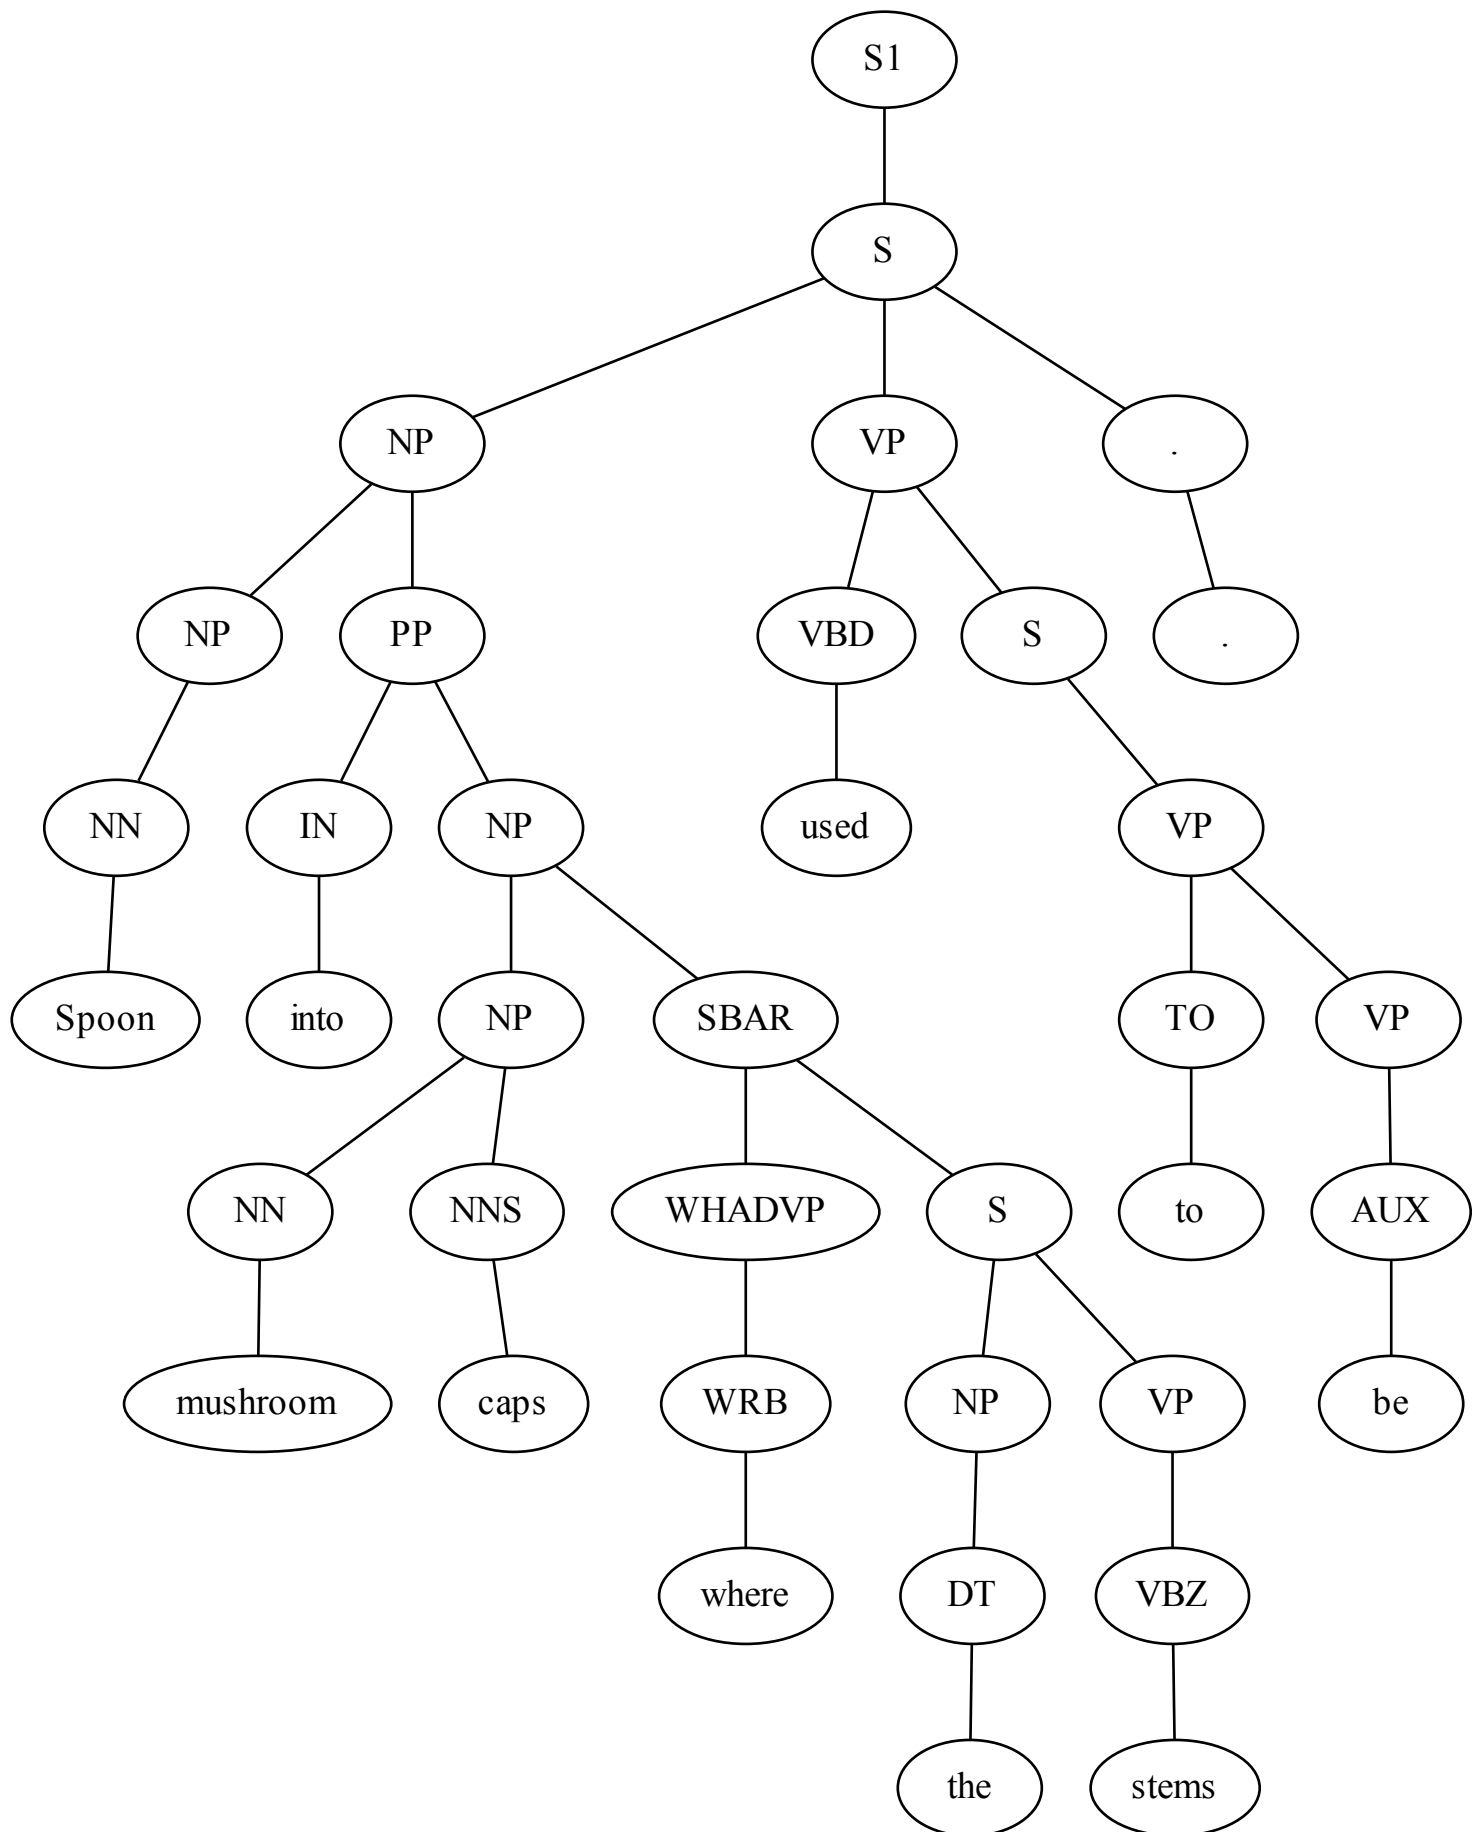 S1
S
NP VP .
NP PP VBD S .
NN IN NP used VP
Spoon into NP SBAR TO VP
NN NNS WHADVP S to AUX
mushroom caps WRB NP VP be
where DT VBZ
the stems